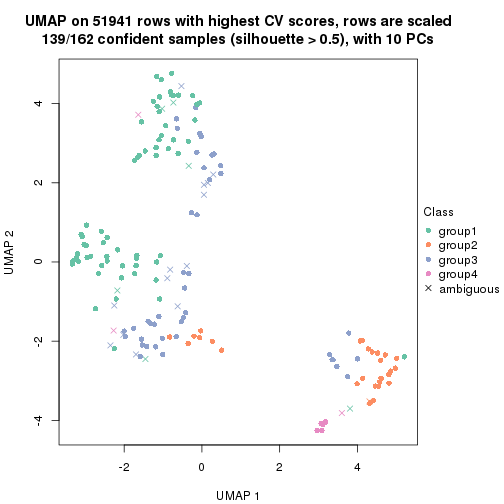 UMAP on 51941 rows with highest CV scores, rows are scaled
139/162 confident samples (silhouette > 0.5), with 10 PCs
4
2
0
-2
-4
UMAP 2
-2
0
2
4
UMAP 1
Class
group1
group2
group3
group4
ambiguous